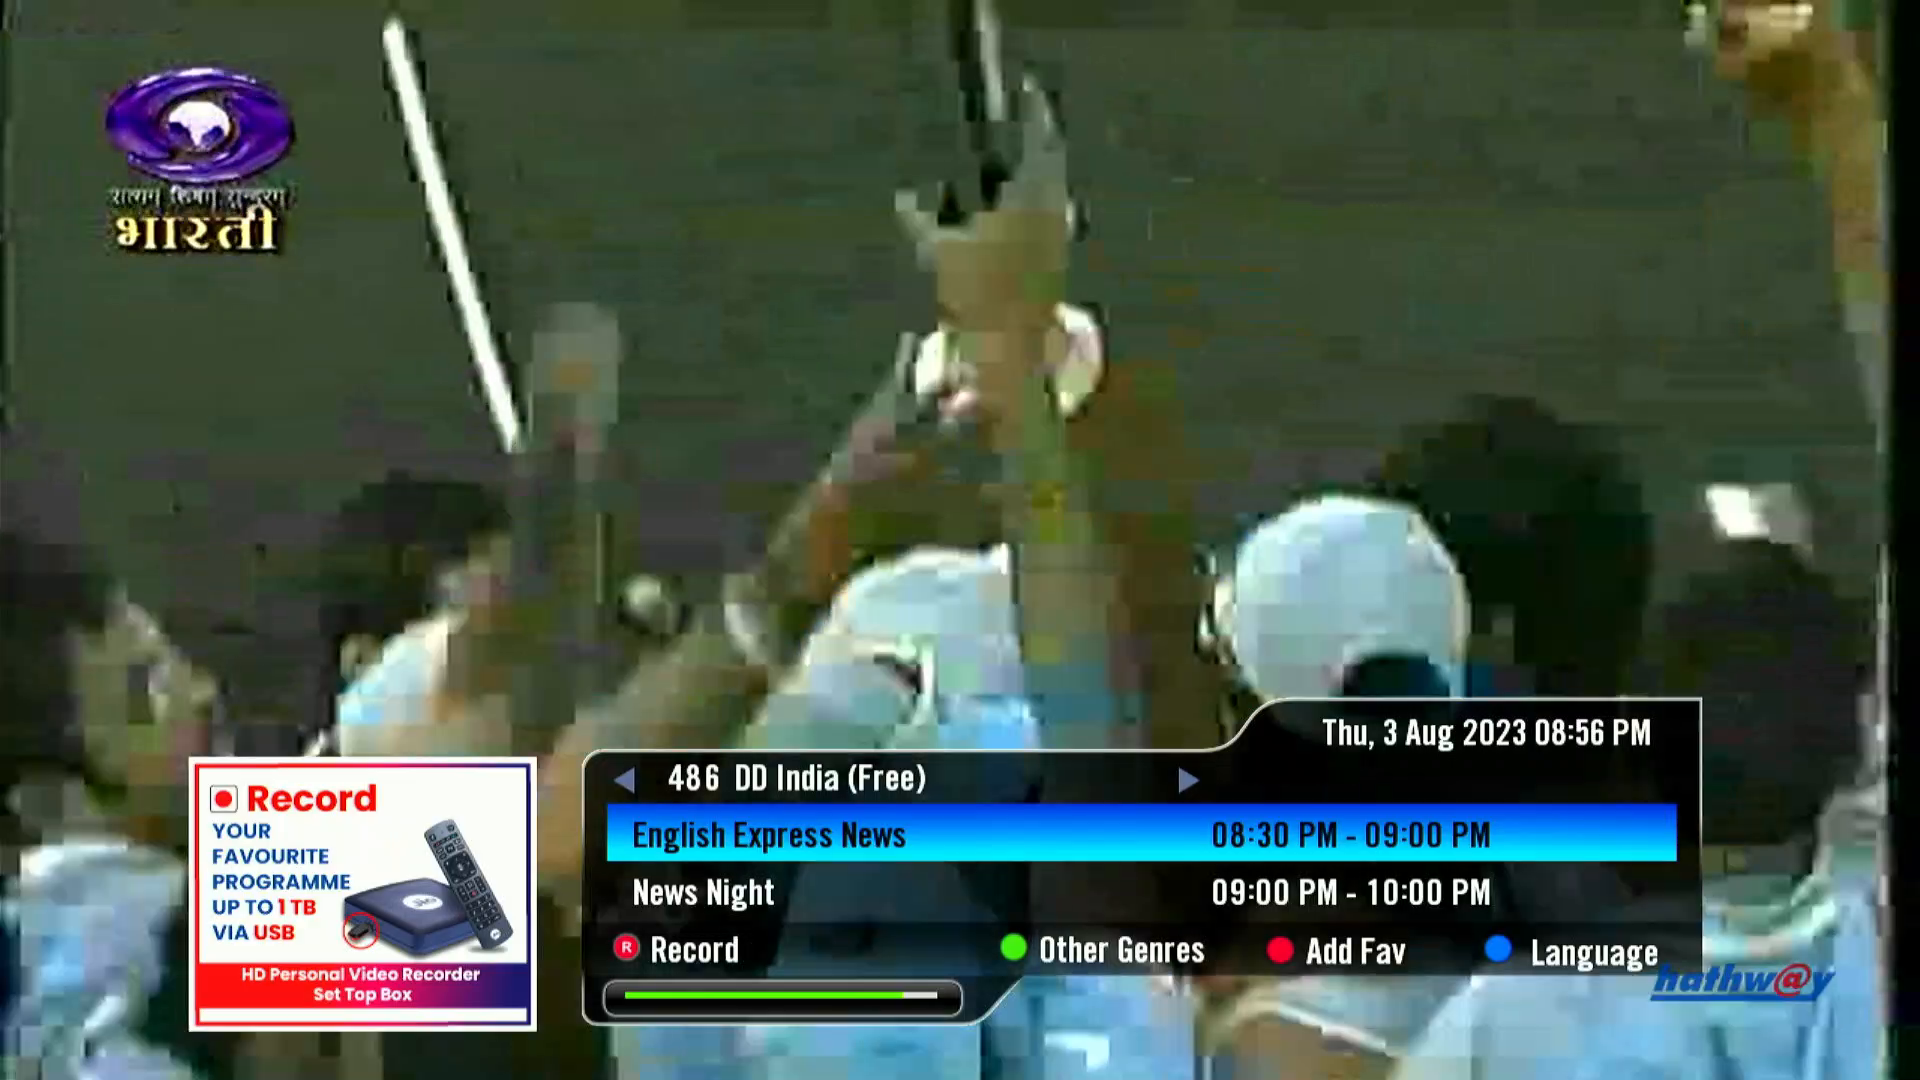 सत्यम् शिवम् सुन्दरम्
भारती
Thu, 3 Aug 2023 08:56 PM
486 DD India (Free)
English Express News 08:30 PM - 09:00 PM
News Night 09:00 PM - 10:00 PM
R Record Other Genres Add Fav Language
hathw@y
Record
YOUR
FAVOURITE
PROGRAMME
UP TO 1 TB
VIA USB
HD Personal Video Recorder
Set Top Box